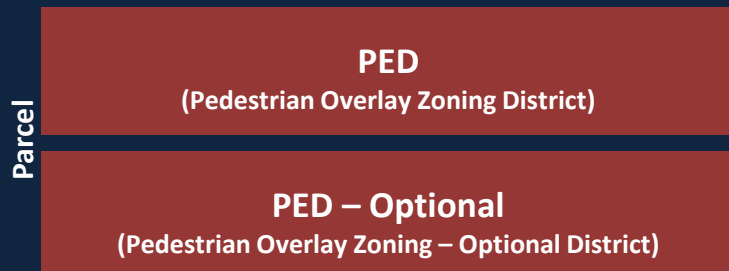 Parcel
PED
(Pedestrian Overlay Zoning District)
PED – Optional
(Pedestrian Overlay Zoning – Optional District)